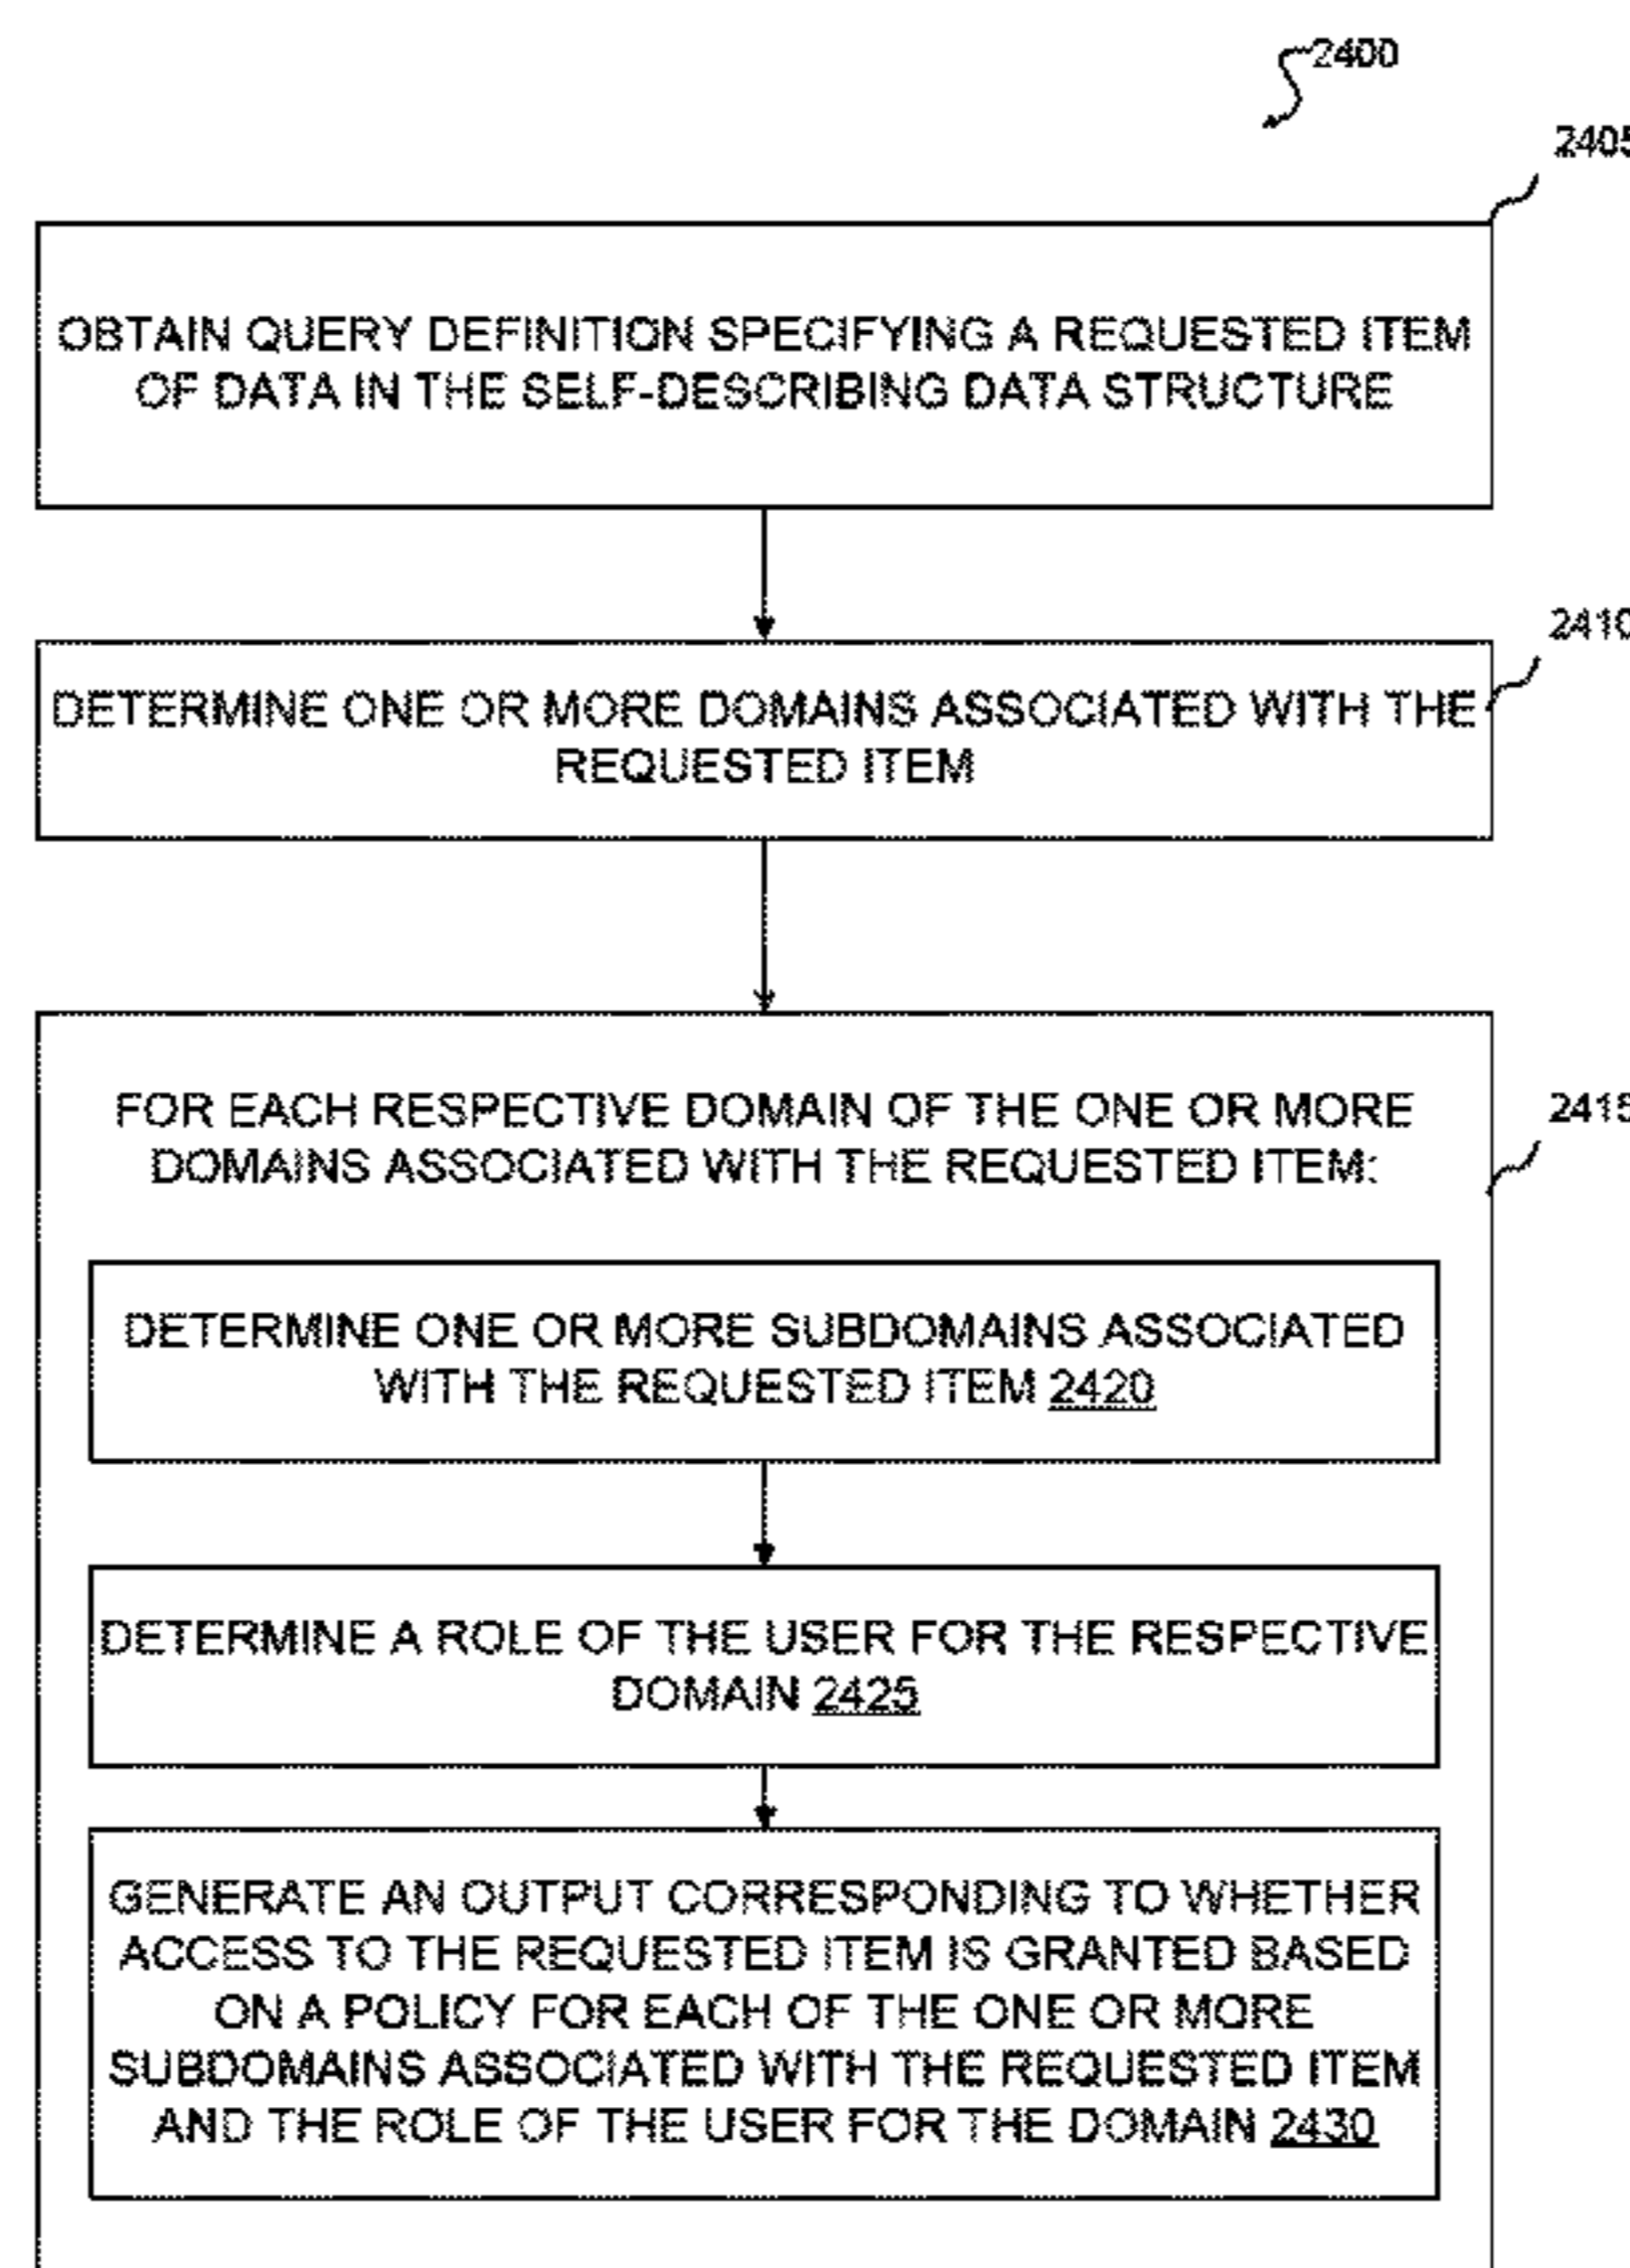 2400
2405
OBTAIN QUERY DEFINITION SPECIFYING A REQUESTED ITEM
OF DATA IN THE SELF-DESCRIBING DATA STRUCTURE
2410
DETERMINE ONE OR MORE DOMAINS ASSOCIATED WITH THE
REQUESTED ITEM
FOR EACH RESPECTIVE DOMAIN OF THE ONE OR MORE
DOMAINS ASSOCIATED WITH THE REQUESTED ITEM:
2415
DETERMINE ONE OR MORE SUBDOMAINS ASSOCIATED
WITH THE REQUESTED ITEM 2420
DETERMINE A ROLE OF THE USER FOR THE RESPECTIVE
DOMAIN 2425
GENERATE AN OUTPUT CORRESPONDING TO WHETHER
ACCESS TO THE REQUESTED ITEM IS GRANTED BASED
ON A POLICY FOR EACH OF THE ONE OR MORE
SUBDOMAINS ASSOCIATED WITH THE REQUESTED ITEM
AND THE ROLE OF THE USER FOR THE DOMAIN 2430